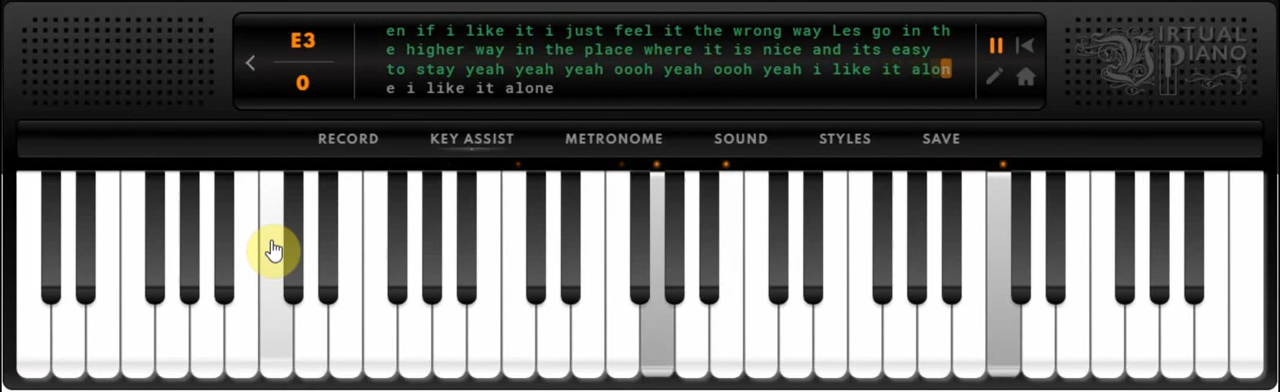 E3
0
en if i like it i just feel it the wrong way Les go in th
e higher way in the place where it is nice and its easy
to stay yeah yeah yeah oooh yeah oooh yeah i like it alon
e i like it alone
VIRTUAL
PIANO
RECORD KEY ASSIST METRONOME SOUND STYLES SAVE